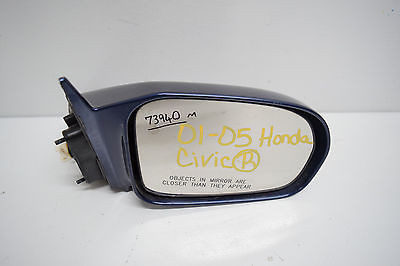 73940 M
01-05 Honda
Civic B
OBJECTS IN MIRROR ARE
CLOSER THAN THEY APPEAR